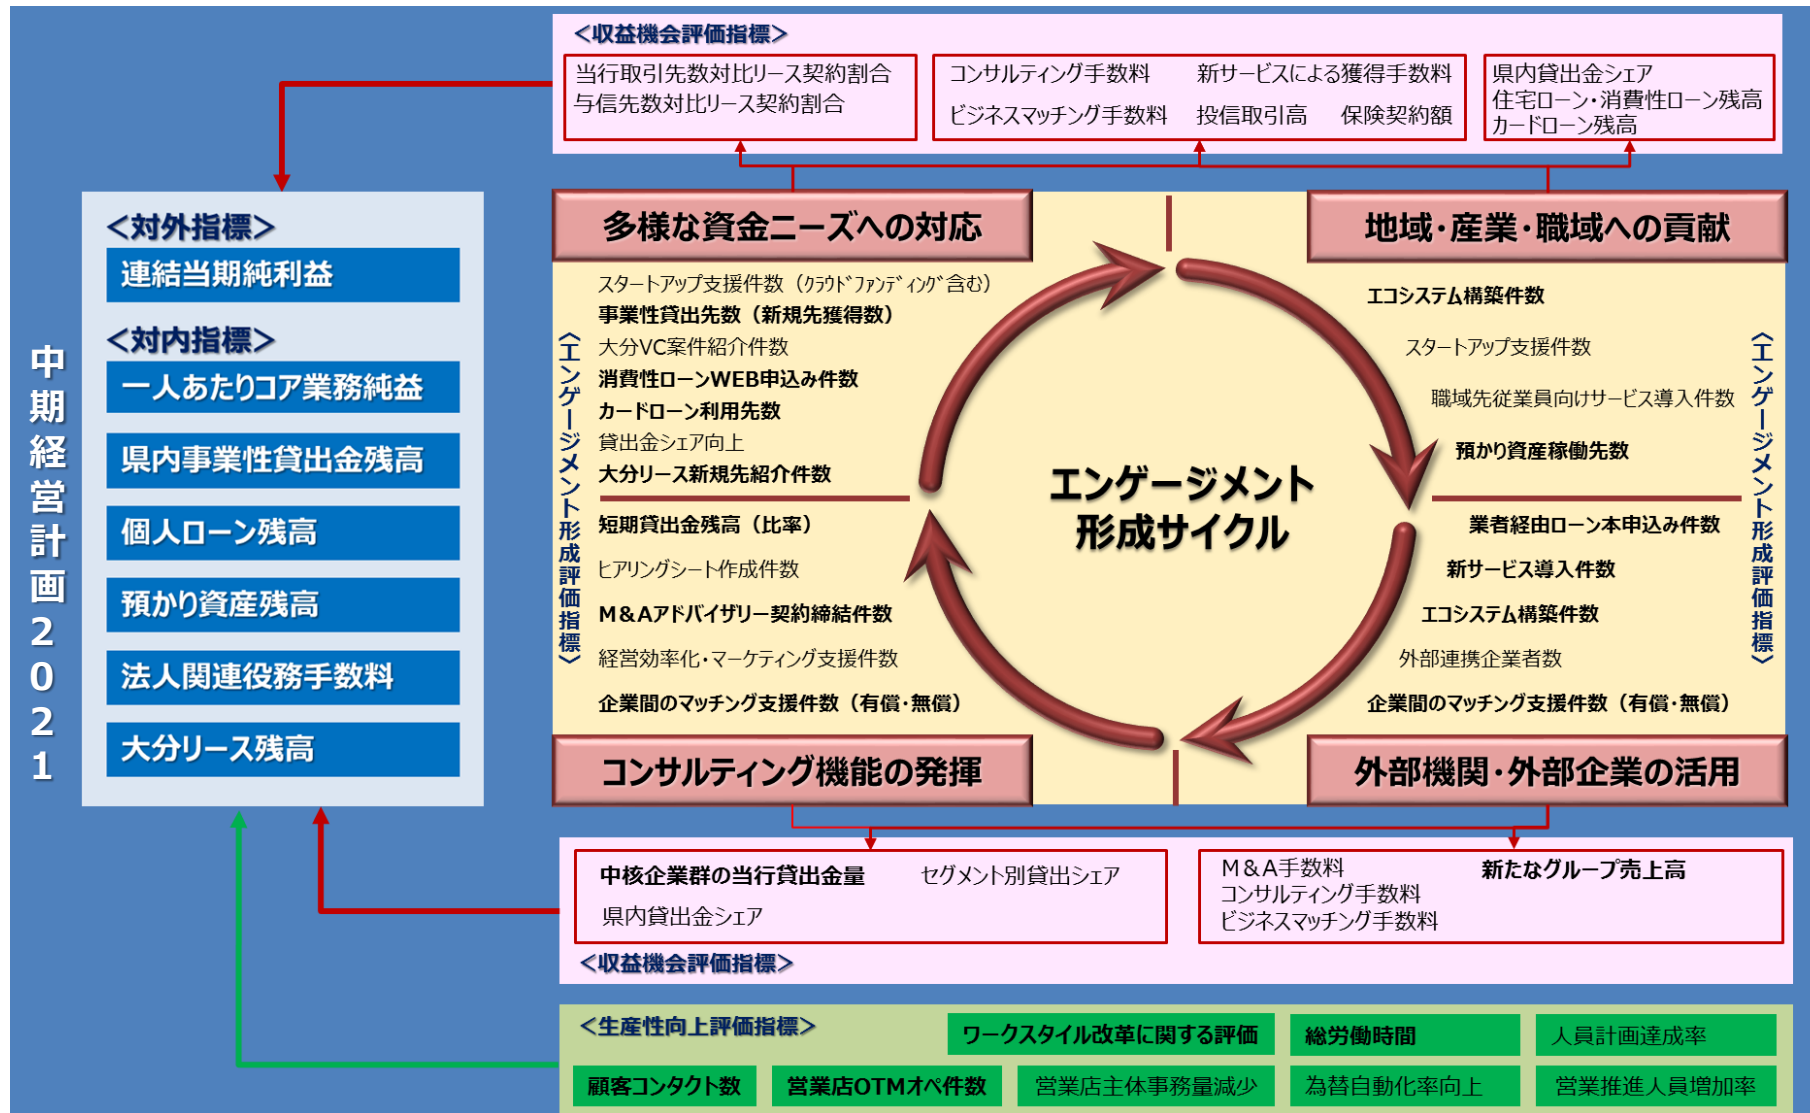 中期経営計画2021
＜収益機会評価指標＞
当行取引先数対比リース契約割合
与信先数対比リース契約割合
コンサルティング手数料　新サービスによる獲得手数料
ビジネスマッチング手数料　投信取引高　保険契約額
県内貸出金シェア
住宅ローン・消費性ローン残高
カードローン残高
＜対外指標＞
連結当期純利益
＜対内指標＞
一人あたりコア業務純益
県内事業性貸出金残高
個人ローン残高
預かり資産残高
法人関連役務手数料
大分リース残高
多様な資金ニーズへの対応
＜エンゲージメント形成評価指標＞
スタートアップ支援件数（ｸﾗｳﾄﾞﾌｧﾝﾃﾞｨﾝｸﾞ含む）
事業性貸出先数（新規先獲得数）
大分VC案件紹介件数
消費性ローンWEB申込み件数
カードローン利用先数
貸出金シェア向上
大分リース新規先紹介件数
短期貸出金残高（比率）
ヒアリングシート作成件数
M&Aアドバイザリー契約締結件数
経営効率化・マーケティング支援件数
企業間のマッチング支援件数（有償・無償）
コンサルティング機能の発揮
エンゲージメント
形成サイクル
地域・産業・職域への貢献
エコシステム構築件数
スタートアップ支援件数
職域先従業員向けサービス導入件数
預かり資産稼働先数
業者経由ローン本申込み件数
新サービス導入件数
エコシステム構築件数
外部連携企業者数
企業間のマッチング支援件数（有償・無償）
＜エンゲージメント形成評価指標＞
外部機関・外部企業の活用
中核企業群の当行貸出金量　セグメント別貸出シェア
県内貸出金シェア
M&A手数料　新たなグループ売上高
コンサルティング手数料
ビジネスマッチング手数料
＜収益機会評価指標＞
＜生産性向上評価指標＞
ワークスタイル改革に関する評価　総労働時間　人員計画達成率
顧客コンタクト数　営業店OTMオペ件数　営業店主体事務量減少　為替自動化率向上　営業推進人員増加率